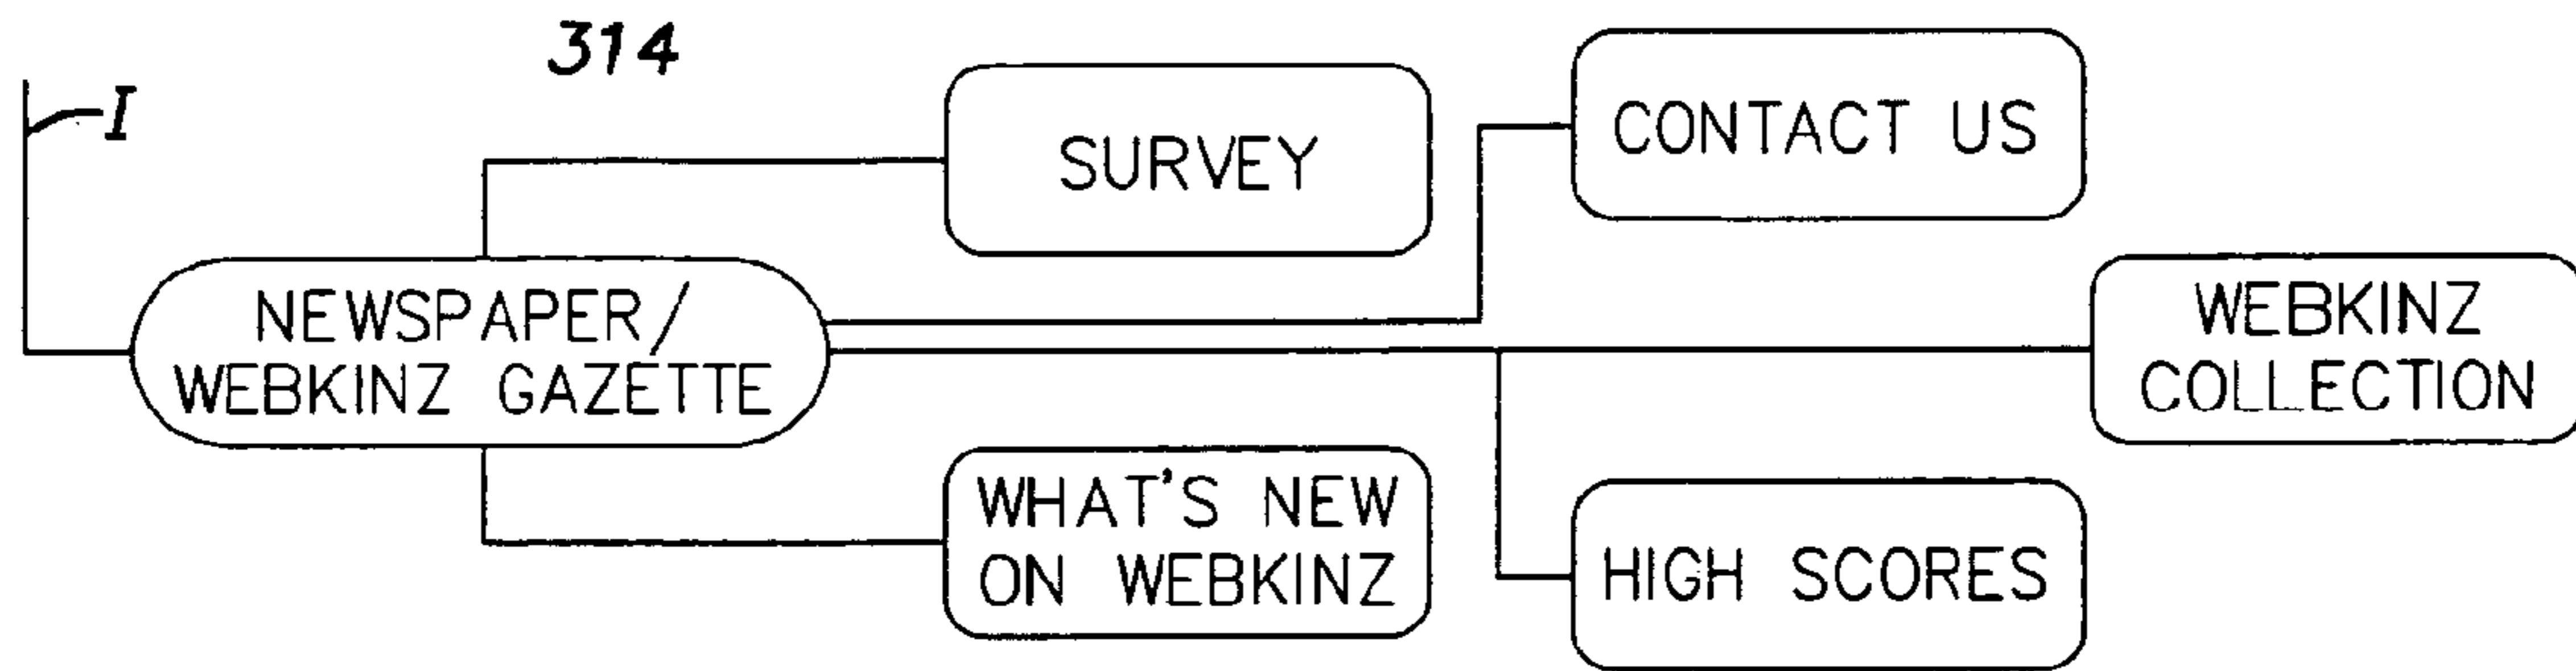 314
I
SURVEY
CONTACT US
NEWSPAPER/
WEBKINZ GAZETTE
WEBKINZ
COLLECTION
WHAT'S NEW
ON WEBKINZ
HIGH SCORES